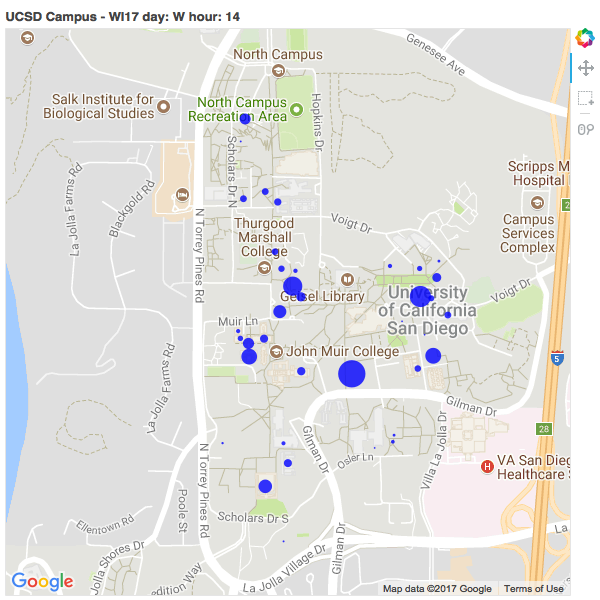 UCSD Campus - WI17 day: W hour: 14
Genesee Ave
North Campus
Salk Institute for
Biological Studies
North Campus
Recreation Area
Hopkins Dr
Scholars Dr N
Scripps M
Hospital
La Jolla Farms Rd
Blackgold Rd
N Torrey Pines Rd
2
Campus
Services
Complex
Voigt Dr
Thurgood
Marshall
College
Geisel Library
University
of California
San Diego
Voigt Dr
Muir Ln
John Muir College
5
La Jolla Farms Rd
Gilman Dr
28
Gilman Dr
Villa La Jolla Dr
Osler Ln
H
VA San Dieg
Healthcare
N Torrey Pines Rd
Poole St
Ellentown Rd
Scholars Dr S
La
Gilman Dr
La Jolla Shores Dr
La Jolla Village Dr
edition Way
Google
Map data ©2017 Google
Terms of Use